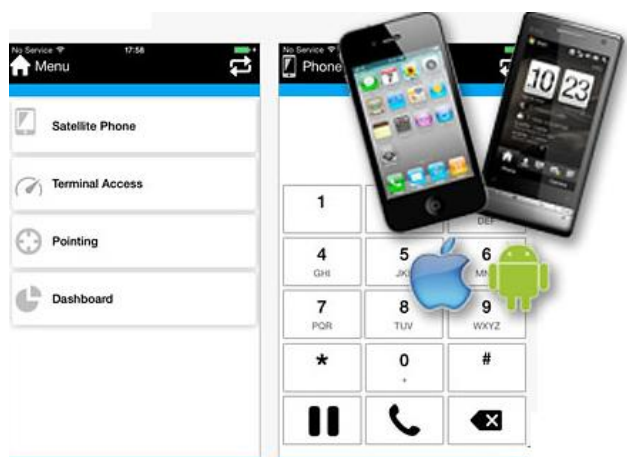 No Service 17:58
Menu
Satellite Phone
Terminal Access
Pointing
Dashboard
No Service
Phone
1
DEF
4
GHI
5
6
7
PQR
8
TUV
9
WXYZ
*
0
+
#
10 23